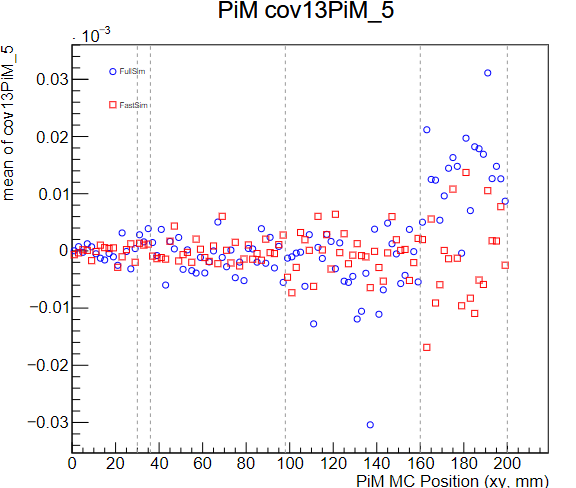 PiM cov13PiM_5
· 10⁻³
mean of cov13PiM_5
FullSim
FastSim
0.03
0.02
0.01
0
−0.01
−0.02
−0.03
0 20 40 60 80 100 120 140 160 180 200
PiM MC Position (xy, mm)